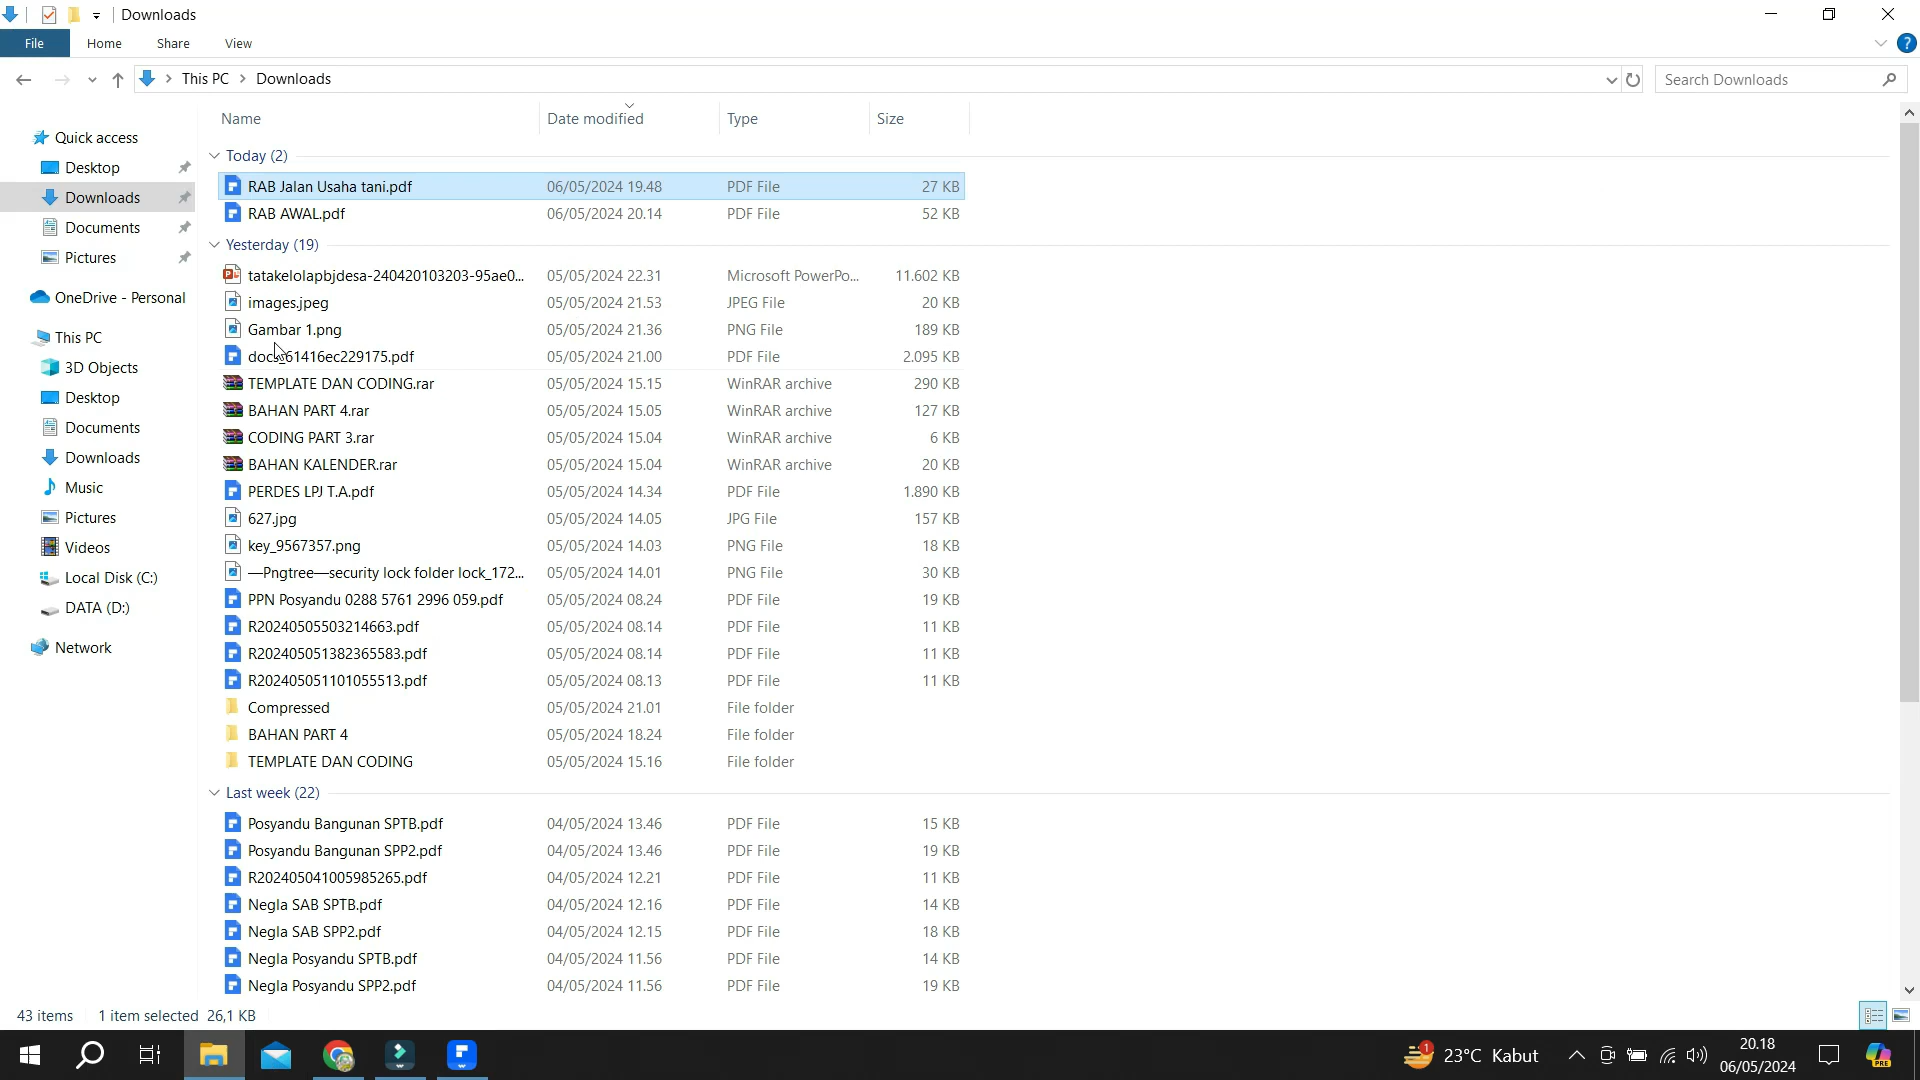 Downloads
File Home Share View
This PC Downloads
Search Downloads
Name Date modified Type Size
Quick access
Desktop
Downloads
Documents
Pictures
OneDrive - Personal
This PC
3D Objects
Desktop
Documents
Downloads
Music
Pictures
Videos
Local Disk (C:)
DATA (D:)
Network
Today (2)
RAB Jalan Usaha tani.pdf 06/05/2024 19.48 PDF File 27 KB
RAB AWAL.pdf 06/05/2024 20.14 PDF File 52 KB
Yesterday (19)
tatakelolapbjdesa-240420103203-95ae0... 05/05/2024 22.31 Microsoft PowerPo... 11.602 KB
images.jpeg 05/05/2024 21.53 JPEG File 20 KB
Gambar 1.png 05/05/2024 21.36 PNG File 189 KB
docs_61416ec229175.pdf 05/05/2024 21.00 PDF File 2.095 KB
TEMPLATE DAN CODING.rar 05/05/2024 15.15 WinRAR archive 290 KB
BAHAN PART 4.rar 05/05/2024 15.05 WinRAR archive 127 KB
CODING PART 3.rar 05/05/2024 15.04 WinRAR archive 6 KB
BAHAN KALENDER.rar 05/05/2024 15.04 WinRAR archive 20 KB
PERDES LPJ T.A.pdf 05/05/2024 14.34 PDF File 1.890 KB
627.jpg 05/05/2024 14.05 JPG File 157 KB
key_9567357.png 05/05/2024 14.03 PNG File 18 KB
—Pngtree—security lock folder lock_172... 05/05/2024 14.01 PNG File 30 KB
PPN Posyandu 0288 5761 2996 059.pdf 05/05/2024 08.24 PDF File 19 KB
R20240505503214663.pdf 05/05/2024 08.14 PDF File 11 KB
R202405051382365583.pdf 05/05/2024 08.14 PDF File 11 KB
R202405051101055513.pdf 05/05/2024 08.13 PDF File 11 KB
Compressed 05/05/2024 21.01 File folder
BAHAN PART 4 05/05/2024 18.24 File folder
TEMPLATE DAN CODING 05/05/2024 15.16 File folder
Last week (22)
Posyandu Bangunan SPTB.pdf 04/05/2024 13.46 PDF File 15 KB
Posyandu Bangunan SPP2.pdf 04/05/2024 13.46 PDF File 19 KB
R202405041005985265.pdf 04/05/2024 12.21 PDF File 11 KB
Negla SAB SPTB.pdf 04/05/2024 12.16 PDF File 14 KB
Negla SAB SPP2.pdf 04/05/2024 12.15 PDF File 18 KB
Negla Posyandu SPTB.pdf 04/05/2024 11.56 PDF File 14 KB
Negla Posyandu SPP2.pdf 04/05/2024 11.56 PDF File 19 KB
43 items 1 item selected 26,1 KB
1 23°C Kabut
20.18
06/05/2024
PRE